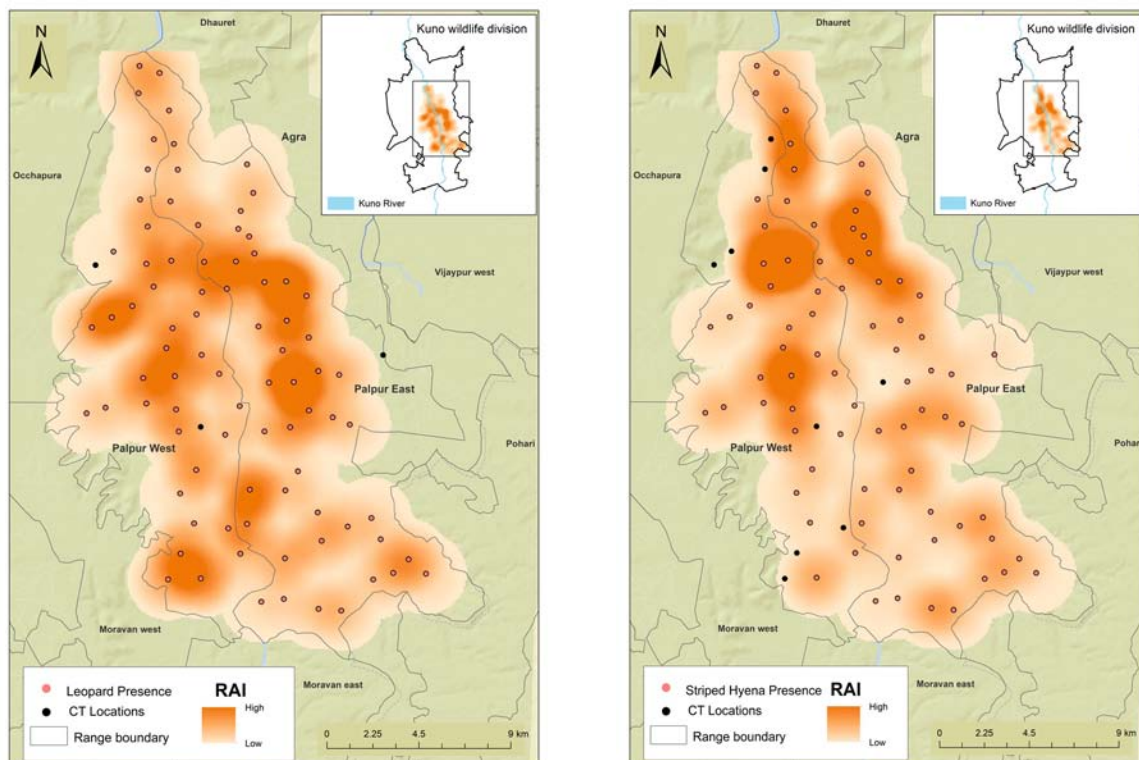 N
Dhauret
Kuno wildlife division
Kuno River
Agra
Occhapura
Vijaypur west
Palpur East
Pohari
Palpur West
Moravan west
Moravan east
Leopard Presence
CT Locations
Range boundary
RAI
High
Low
0 2.25 4.5 9 km
N
Dhauret
Kuno wildlife division
Kuno River
Agra
Occhapura
Vijaypur west
Palpur East
Pohari
Palpur West
Moravan west
Moravan east
Striped Hyena Presence
CT Locations
Range boundary
RAI
High
Low
0 2.25 4.5 9 km